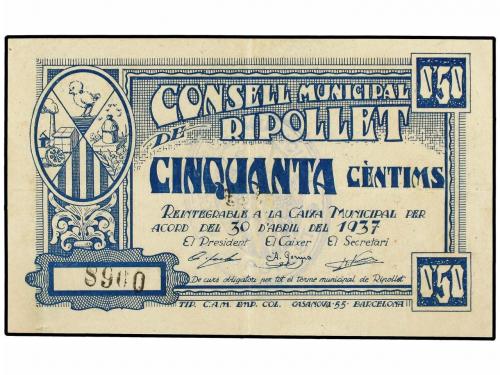 CONSELL MUNICIPAL
DE RIPOLLET
0'50
CINQUANTA CÈNTIMS
REINTEGRABLE A LA CAIXA MUNICIPAL PER
ACORD DEL 30 D'ABRIL DEL 1937
El President El Caixer El Secretari
8900
De curs obligatori per tot el terme municipal de Ripollet
0'50
TIP. C.A.M. EMP. COL. CASANOVA-55-BARCELONA